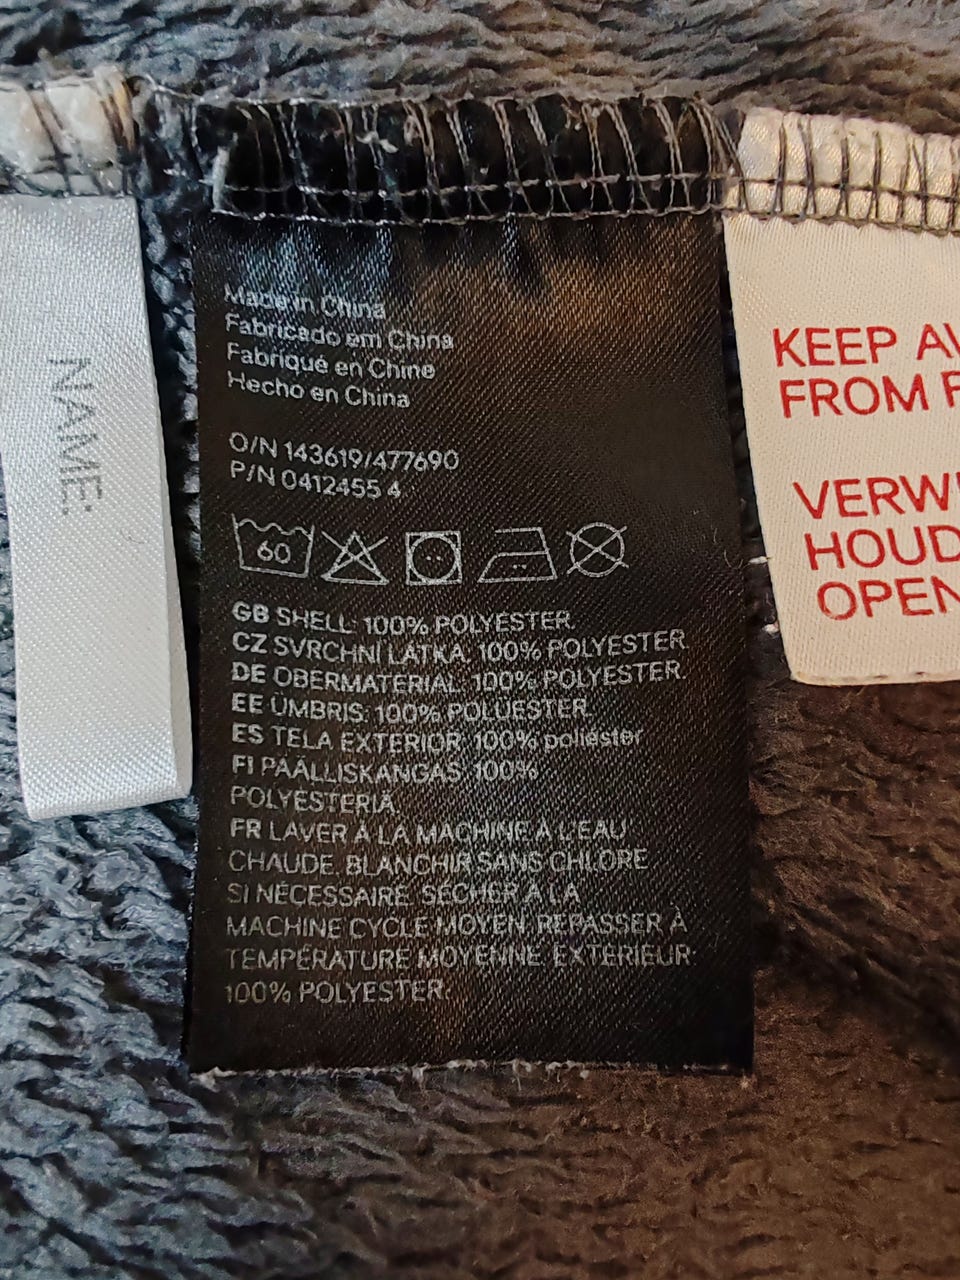 NAME:
Made in China
Fabricado em China
Fabriqué en Chine
Hecho en China
O/N 143619/477690
P/N 0412455 4
60
GB SHELL: 100% POLYESTER.
CZ SVRCHNÍ LÁTKA: 100% POLYESTER.
DE OBERMATERIAL: 100% POLYESTER.
EE ÜMBRIS: 100% POLÜESTER.
ES TELA EXTERIOR: 100% poliéster
FI PÄÄLLISKANGAS: 100%
POLYESTERIÄ.
FR LAVER À LA MACHINE À L'EAU
CHAUDE. BLANCHIR SANS CHLORE
SI NÉCESSAIRE. SÉCHER À LA
MACHINE CYCLE MOYEN. REPASSER À
TEMPÉRATURE MOYENNE. EXTÉRIEUR:
100% POLYESTER.
KEEP
FROM
HOUD
OPEN